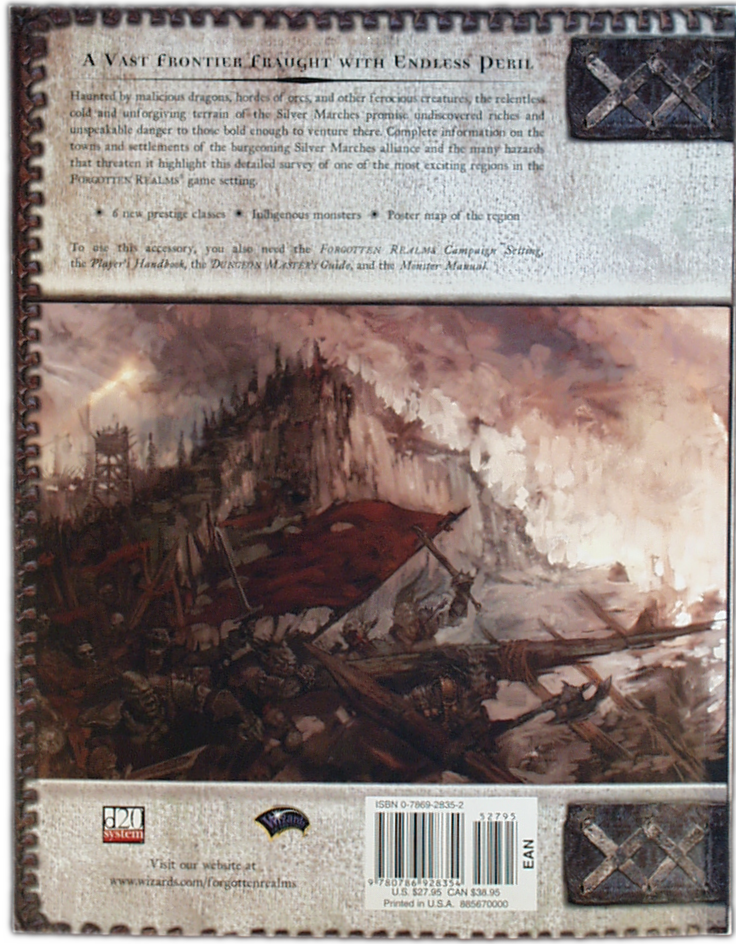 A Vast Frontier Fraught with Endless Peril
Haunted by malicious dragons, hordes of orcs, and other ferocious creatures, the relentless
cold and unforgiving terrain of the Silver Marches promise undiscovered riches and
unspeakable danger to those bold enough to venture there. Complete information on the
towns and settlements of the burgeoning Silver Marches alliance and the many hazards
that threaten it highlight this detailed survey of one of the most exciting regions in the
FORGOTTEN REALMS® game setting.
* 6 new prestige classes * Indigenous monsters * Poster map of the region
To use this accessory, you also need the FORGOTTEN REALMS Campaign Setting,
the Player's Handbook, the DUNGEON MASTER's Guide, and the Monster Manual.
d20
system
Wizards
Visit our website at
www.wizards.com/forgottenrealms
ISBN 0-7869-2835-2
52795
9 780786 928354
EAN
U.S. $27.95 CAN $38.95
Printed in U.S.A. 885670000